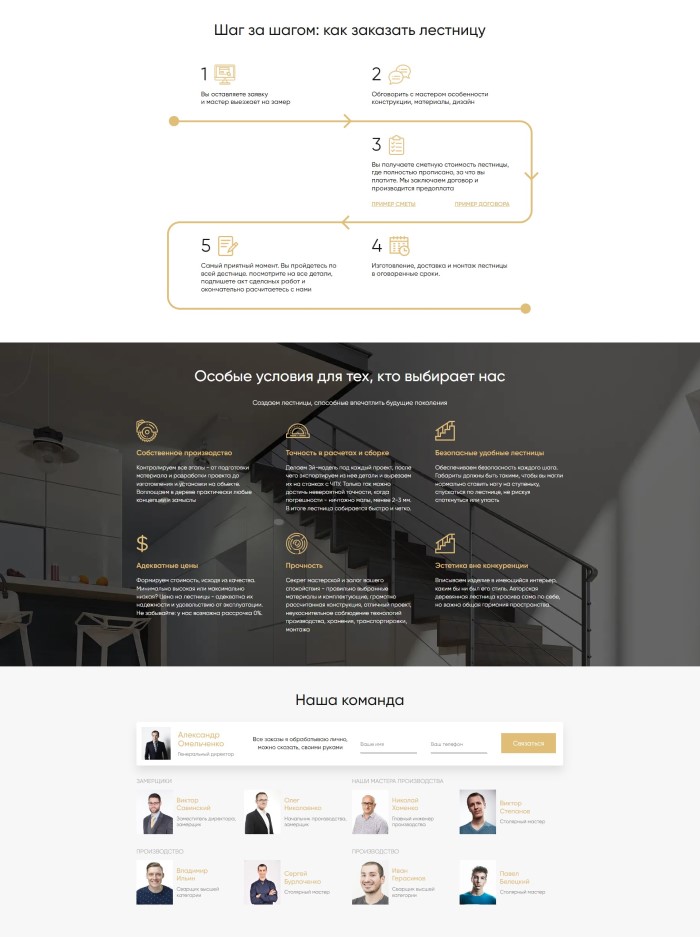 Шаг за шагом: как заказать лестницу
1
Вы оставляете заявку
и мастер выезжает на замер
2
Обговорить с мастером особенности
конструкции, материалы, дизайн
3
Вы получаете сметную стоимость лестницы,
где полностью прописано, за что вы
платите. Мы заключаем договор и
производится предоплата
ПРИМЕР СМЕТЫ
ПРИМЕР ДОГОВОРА
5
Самый приятный момент. Вы пройдетесь по
всей дестнице. посмотрите на все детали,
подпишете акт сделаных работ и
окончательно расчитаетесь с нами
4
Изготовление, доставка и монтаж лестницы
в оговоренные сроки.
Особые условия для тех, кто выбирает нас
Создаем лестницы, способные впечатлить будущие поколения
Собственное производство
Контролируем все этапы - от подготовки
материала и разработки проекта до
изготовления и установки на объекте.
Воплощаем в дереве практически любые
концепции и замыслы
Точность в расчетах и сборке
Делаем 3d-модель под каждый проект, после
чего экспортируем из нее детали и вырезаем
их на станках с ЧПУ. Только так можно
достичь невероятной точности, когда
погрешности - ничтожно малы, менее 2-3 мм.
В итоге лестница собирается быстро и четко.
Безопасные удобные лестницы
Обеспечиваем безопасность каждого шага.
Габариты должны быть такими, чтобы вы могли
нормально ставить ногу на ступеньку,
спускаться по лестнице, не рискуя
споткнуться или упасть
Адекватные цены
Формируем стоимость, исходя из качества.
Минимально высокая или максимально
низкая? Цена на лестницы - адекватна их
надежности и удовольствию от эксплуатации.
Не забывайте: у нас возможна рассрочка 0%.
Прочность
Секрет мастерской и залог вашего
спокойствия - правильно выбранные
материалы и комплектующие, грамотно
рассчитанная конструкция, отличный проект,
неукоснительное соблюдение технологий
производства, хранения, транспортировки,
монтажа
Эстетика вне конкуренции
Вписываем изделие в имеющийся интерьер,
каким бы ни был его стиль. Авторская
деревянная лестница красива сама по себе,
но важна общая гармония пространства.
Наша команда
Александр
Омельченко
Генеральный директор
Все заказы я обрабатываю лично,
можно сказать, своими руками
Ваше имя
Ваш телефон
Связаться
ЗАМЕРЩИКИ
НАШИ МАСТЕРА ПРОИЗВОДСТВА
Виктор
Савинский
Заместитель директора,
замерщик
Олег
Николаенко
Начальник производства,
замерщик
Николай
Хоменко
Главный инженер
производства
Виктор
Степанов
Столярный мастер
ПРОИЗВОДСТВО
ПРОИЗВОДСТВО
Владимир
Ильин
Сварщик высшей
категории
Сергей
Бурлаченко
Столярный мастер
Иван
Герасимов
Сварщик высшей
категории
Павел
Белецкий
Столярный мастер